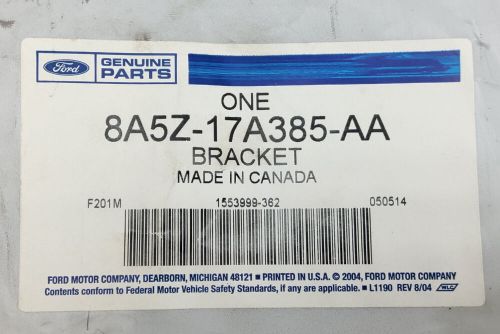 Ford
GENUINE
PARTS
ONE
8A5Z-17A385-AA
BRACKET
MADE IN CANADA
F201M 1553999-362 050514
FORD MOTOR COMPANY, DEARBORN, MICHIGAN 48121 ■ PRINTED IN U.S.A. © 2004, FORD MOTOR COMPANY
Contents conform to Federal Motor Vehicle Safety Standards, if any are applicable. ■ L1190 REV 8/04 WLC